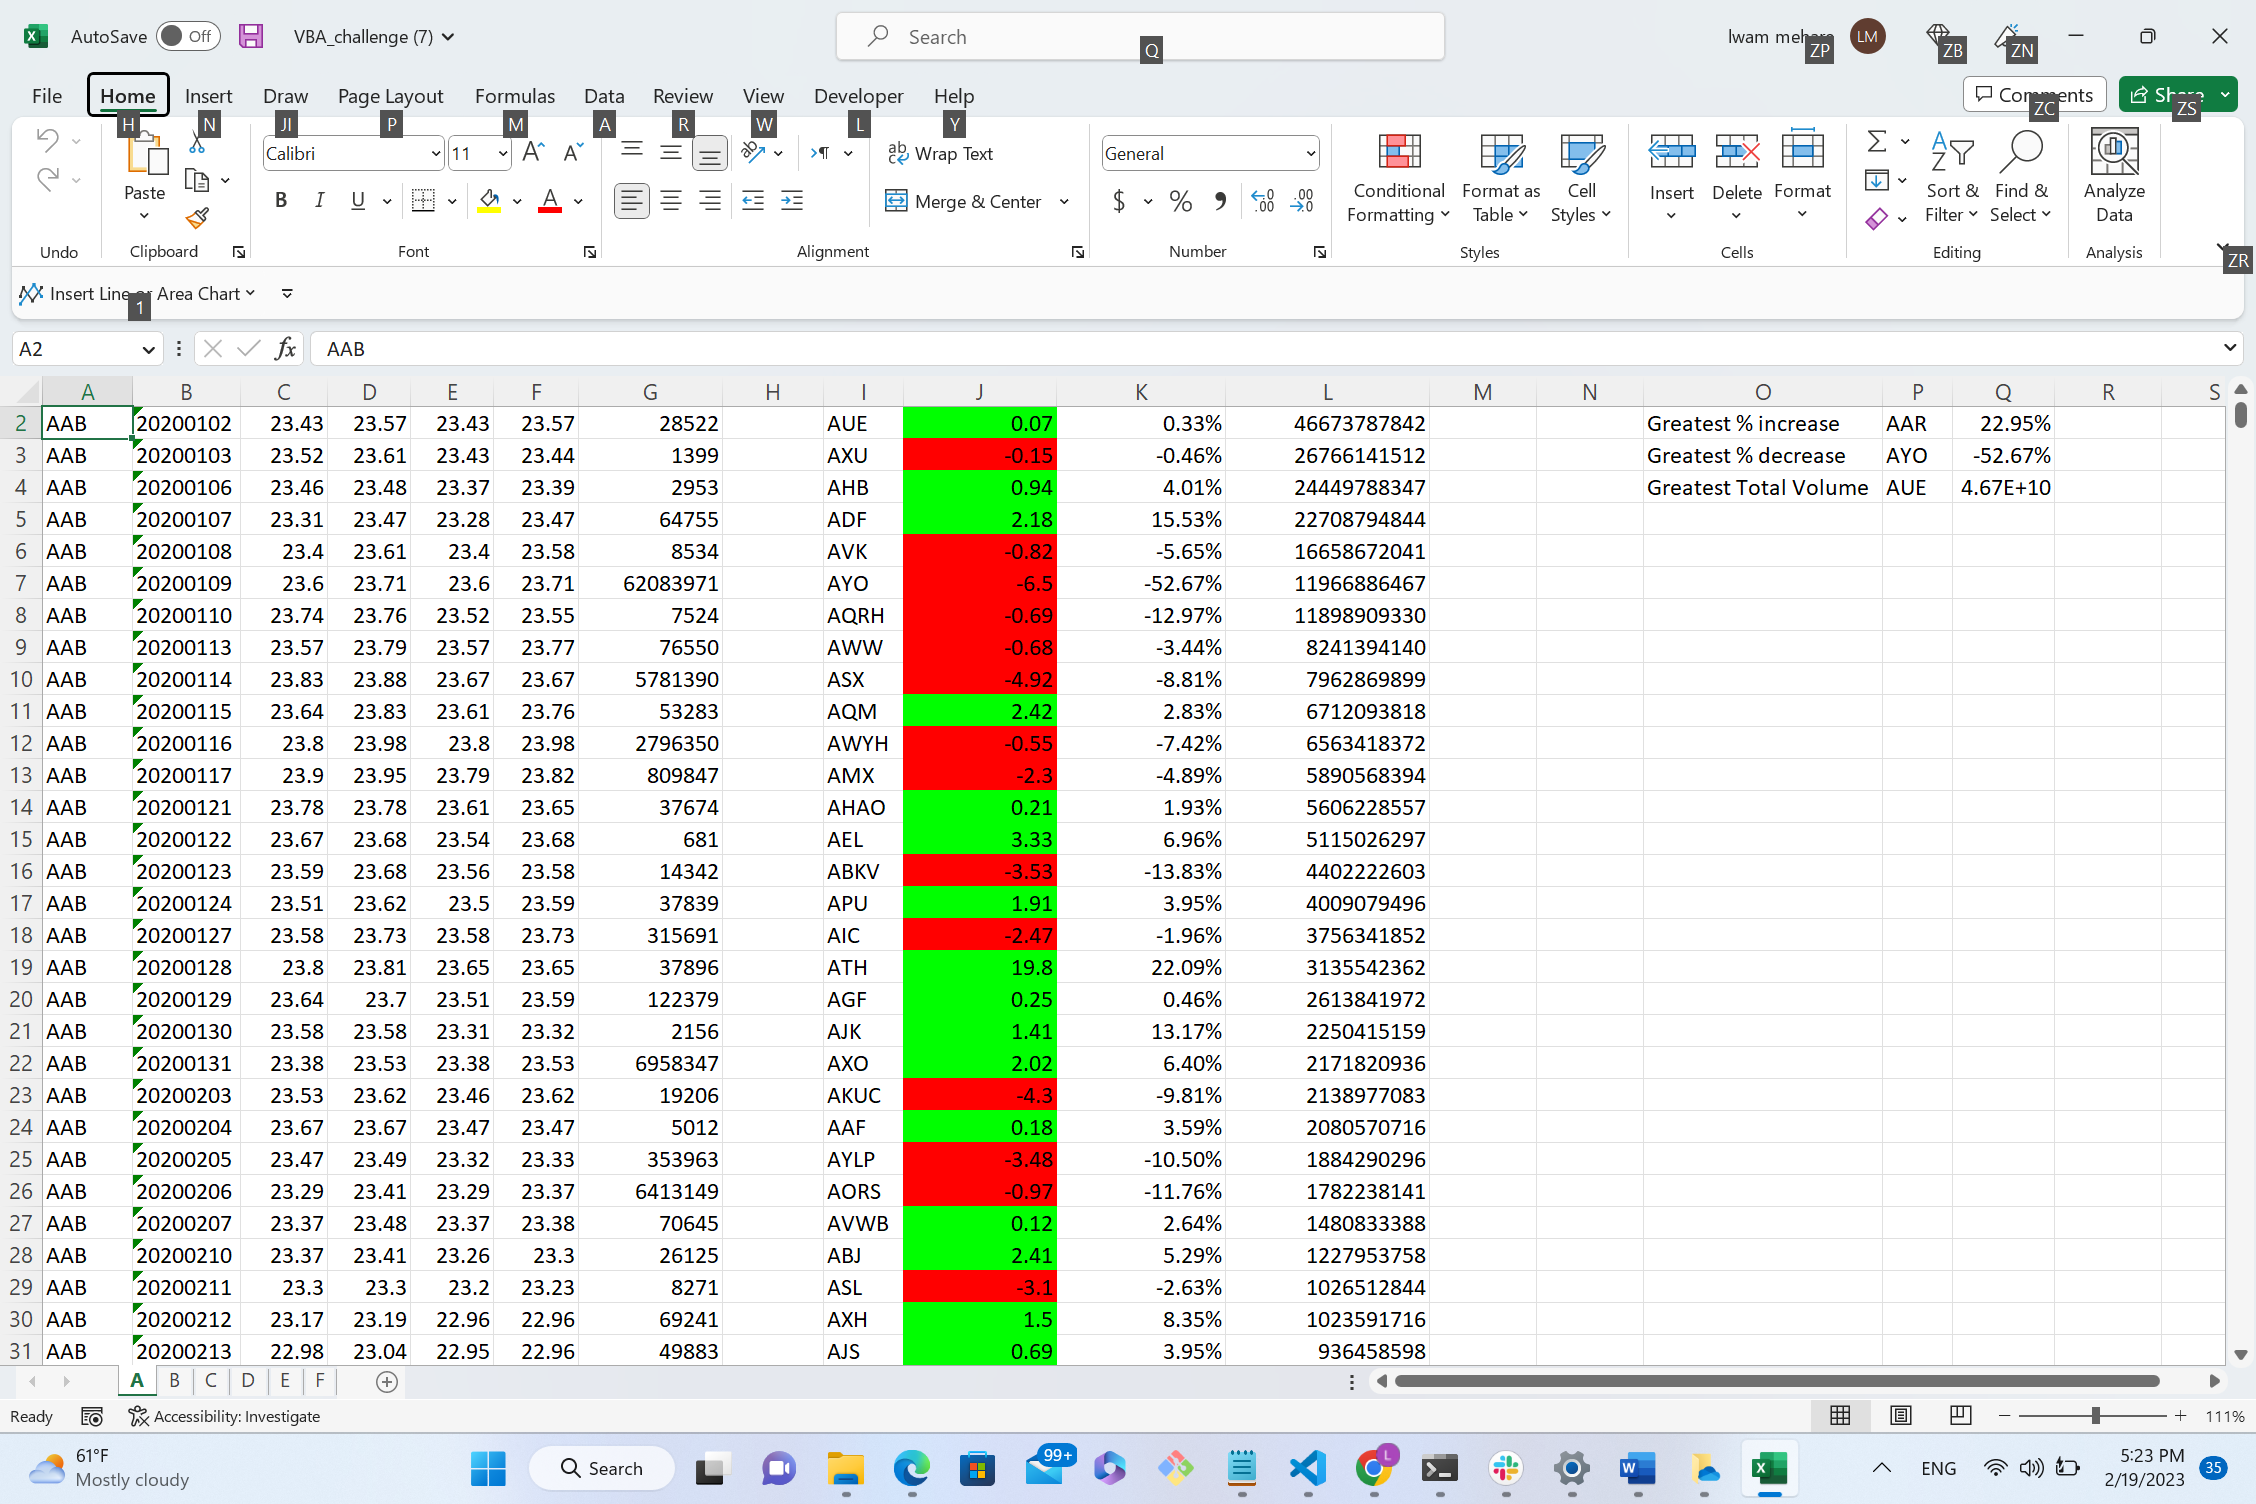 AutoSave Off VBA_challenge (7) Search Q lwam ZP LM ZB ZN
File Home Insert Draw Page Layout Formulas Data Review View Developer Help Comments Share
H N JI P M A R W L Y ZC ZS
Calibri 11 Wrap Text General
Paste Merge & Center $ % Conditional Formatting Format as Table Cell Styles Insert Delete Format Sort & Filter Find & Select Analyze Data
Undo Clipboard Font Alignment Number Styles Cells Editing Analysis ZR
Insert Line or Area Chart 1
A2 fx AAB
A B C D E F G H I J K L M N O P Q R S
2 AAB 20200102 23.43 23.57 23.43 23.57 28522 AUE 0.07 0.33% 46673787842 Greatest % increase AAR 22.95%
3 AAB 20200103 23.52 23.61 23.43 23.44 1399 AXU -0.15 -0.46% 26766141512 Greatest % decrease AYO -52.67%
4 AAB 20200106 23.46 23.48 23.37 23.39 2953 AHB 0.94 4.01% 24449788347 Greatest Total Volume AUE 4.67E+10
5 AAB 20200107 23.31 23.47 23.28 23.47 64755 ADF 2.18 15.53% 22708794844
6 AAB 20200108 23.4 23.61 23.4 23.58 8534 AVK -0.82 -5.65% 16658672041
7 AAB 20200109 23.6 23.71 23.6 23.71 62083971 AYO -6.5 -52.67% 11966886467
8 AAB 20200110 23.74 23.76 23.52 23.55 7524 AQRH -0.69 -12.97% 11898909330
9 AAB 20200113 23.57 23.79 23.57 23.77 76550 AWW -0.68 -3.44% 8241394140
10 AAB 20200114 23.83 23.88 23.67 23.67 5781390 ASX -4.92 -8.81% 7962869899
11 AAB 20200115 23.64 23.83 23.61 23.76 53283 AQM 2.42 2.83% 6712093818
12 AAB 20200116 23.8 23.98 23.8 23.98 2796350 AWYH -0.55 -7.42% 6563418372
13 AAB 20200117 23.9 23.95 23.79 23.82 809847 AMX -2.3 -4.89% 5890568394
14 AAB 20200121 23.78 23.78 23.61 23.65 37674 AHAO 0.21 1.93% 5606228557
15 AAB 20200122 23.67 23.68 23.54 23.68 681 AEL 3.33 6.96% 5115026297
16 AAB 20200123 23.59 23.68 23.56 23.58 14342 ABKV -3.53 -13.83% 4402222603
17 AAB 20200124 23.51 23.62 23.5 23.59 37839 APU 1.91 3.95% 4009079496
18 AAB 20200127 23.58 23.73 23.58 23.73 315691 AIC -2.47 -1.96% 3756341852
19 AAB 20200128 23.8 23.81 23.65 23.65 37896 ATH 19.8 22.09% 3135542362
20 AAB 20200129 23.64 23.7 23.51 23.59 122379 AGF 0.25 0.46% 2613841972
21 AAB 20200130 23.58 23.58 23.31 23.32 2156 AJK 1.41 13.17% 2250415159
22 AAB 20200131 23.38 23.53 23.38 23.53 6958347 AXO 2.02 6.40% 2171820936
23 AAB 20200203 23.53 23.62 23.46 23.62 19206 AKUC -4.3 -9.81% 2138977083
24 AAB 20200204 23.67 23.67 23.47 23.47 5012 AAF 0.18 3.59% 2080570716
25 AAB 20200205 23.47 23.49 23.32 23.33 353963 AYLP -3.48 -10.50% 1884290296
26 AAB 20200206 23.29 23.41 23.29 23.37 6413149 AORS -0.97 -11.76% 1782238141
27 AAB 20200207 23.37 23.48 23.37 23.38 70645 AVWB 0.12 2.64% 1480833388
28 AAB 20200210 23.37 23.41 23.26 23.3 26125 ABJ 2.41 5.29% 1227953758
29 AAB 20200211 23.3 23.3 23.2 23.23 8271 ASL -3.1 -2.63% 1026512844
30 AAB 20200212 23.17 23.19 22.96 22.96 69241 AXH 1.5 8.35% 1023591716
31 AAB 20200213 22.98 23.04 22.95 22.96 49883 AJS 0.69 3.95% 936458598
A B C D E F
Ready Accessibility: Investigate 111%
61°F Search 99+ L ENG 5:23 PM 35
Mostly cloudy 2/19/2023